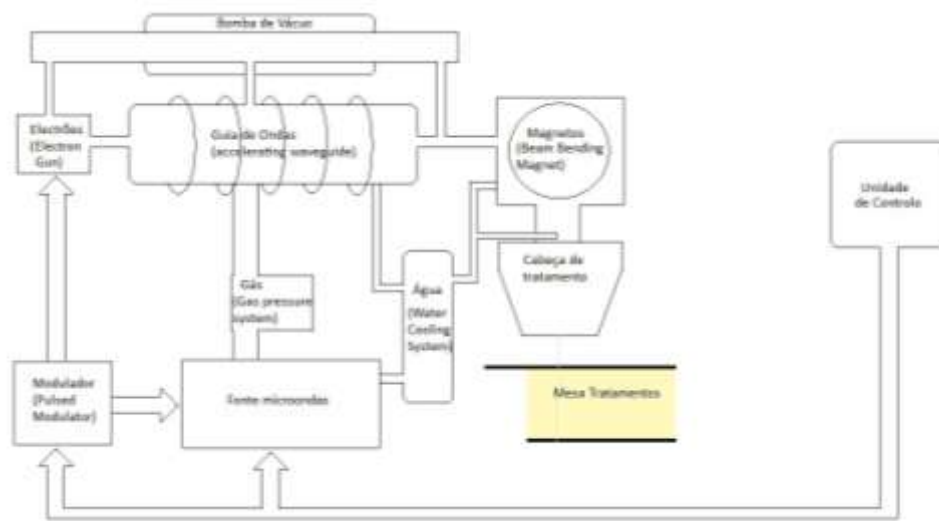 Bomba de Vácuo
Electrões
(Electron
Gun)
Guia de Ondas
(accelerating waveguide)
Magnetos
(Beam Bending
Magnet)
Unidade
de Controlo
Cabeça de
tratamento
Gás
(Gas pressure
system)
Água
(Water
Cooling
System)
Modulador
(Pulsed
Modulator)
Fonte microondas
Mesa Tratamentos